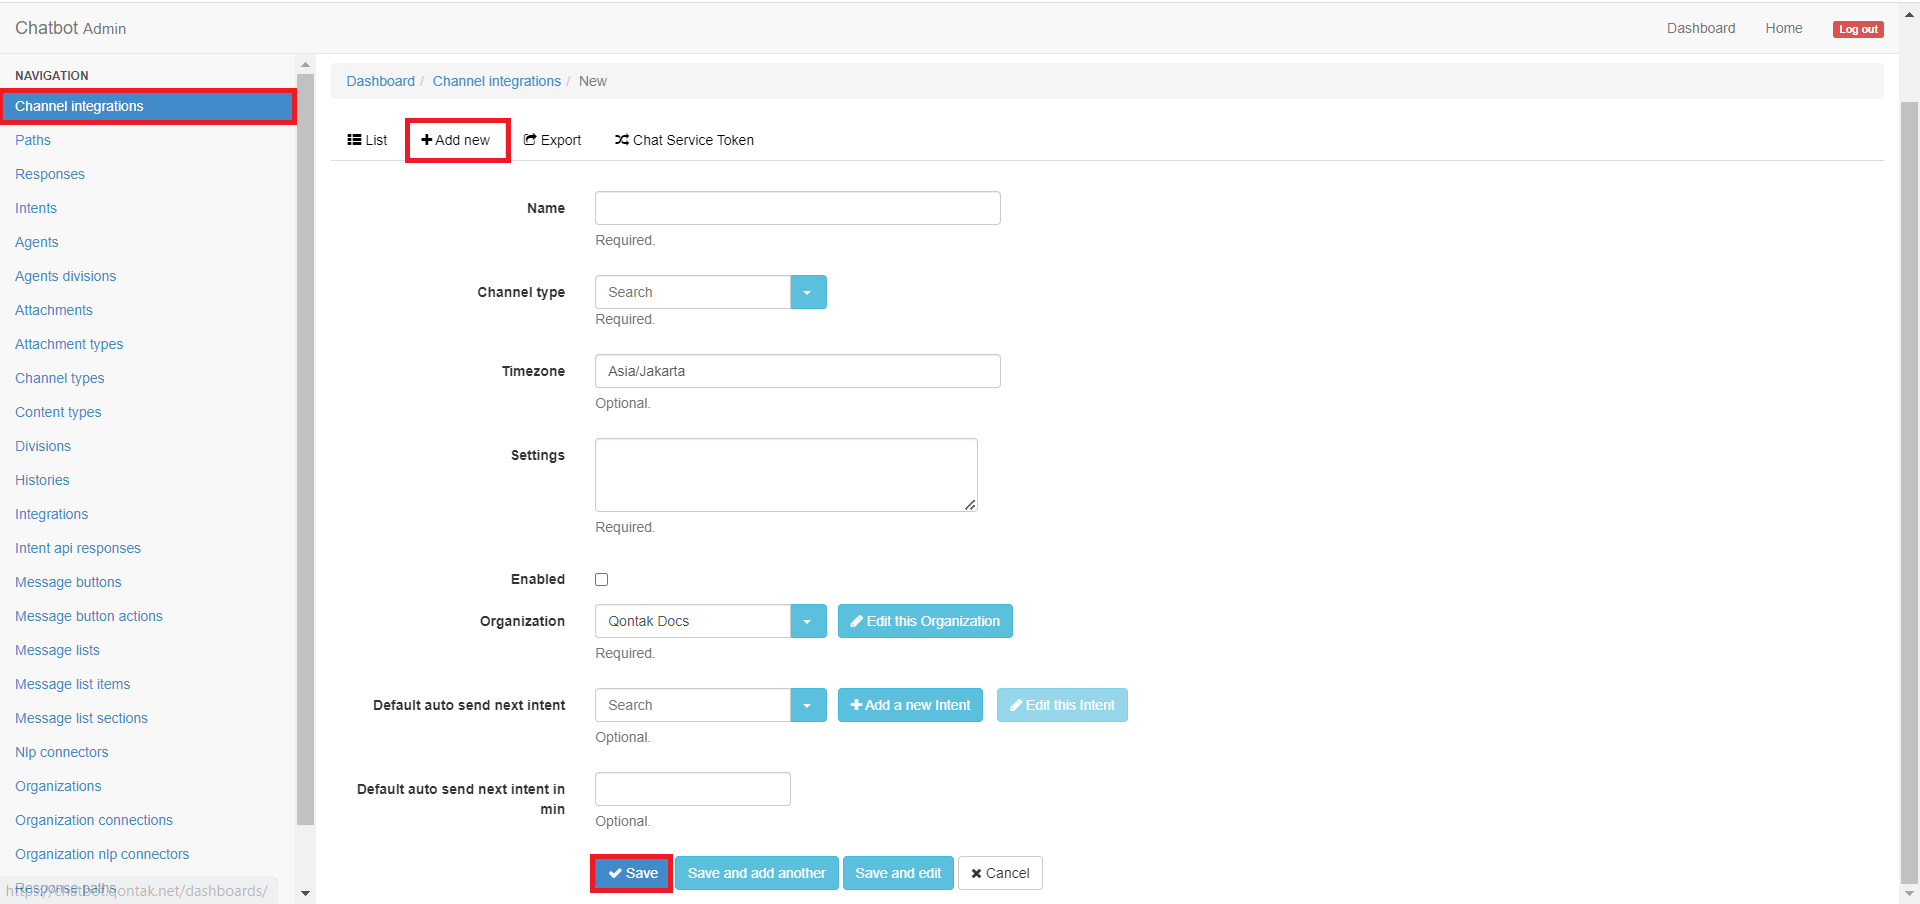 Chatbot Admin
Dashboard
Home
Log out
NAVIGATION
Channel integrations
Paths
Responses
Intents
Agents
Agents divisions
Attachments
Attachment types
Channel types
Content types
Divisions
Histories
Integrations
Intent api responses
Message buttons
Message button actions
Message lists
Message list items
Message list sections
Nlp connectors
Organizations
Organization connections
Organization nlp connectors
Response paths
https://chatbot.qontak.net/dashboards/
Dashboard / Channel integrations / New
List
Add new
Export
Chat Service Token
Name
Required.
Channel type
Search
Required.
Timezone
Asia/Jakarta
Optional.
Settings
Required.
Enabled
Organization
Qontak Docs
Edit this Organization
Required.
Default auto send next intent
Search
Add a new Intent
Edit this Intent
Optional.
Default auto send next intent in
min
Optional.
Save
Save and add another
Save and edit
Cancel